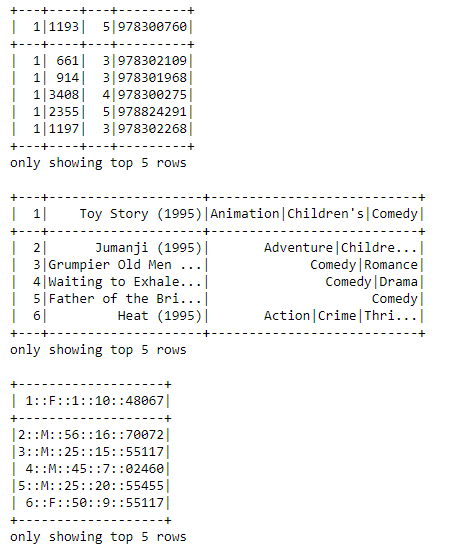 +---+----+---+---------+
|  1|1193|  5|978300760|
+---+----+---+---------+
|  1| 661|  3|978302109|
|  1| 914|  3|978301968|
|  1|3408|  4|978300275|
|  1|2355|  5|978824291|
|  1|1197|  3|978302268|
+---+----+---+---------+
only showing top 5 rows

+---+--------------------+----------------------------+
|  1|    Toy Story (1995)|Animation|Children's|Comedy|
+---+--------------------+----------------------------+
|  2|      Jumanji (1995)|       Adventure|Childre...|
|  3|Grumpier Old Men ...|             Comedy|Romance|
|  4|Waiting to Exhale...|               Comedy|Drama|
|  5|Father of the Bri...|                     Comedy|
|  6|         Heat (1995)|       Action|Crime|Thri...|
+---+--------------------+----------------------------+
only showing top 5 rows

+-------------------+
| 1::F::1::10::48067|
+-------------------+
|2::M::56::16::70072|
|3::M::25::15::55117|
| 4::M::45::7::02460|
|5::M::25::20::55455|
| 6::F::50::9::55117|
+-------------------+
only showing top 5 rows